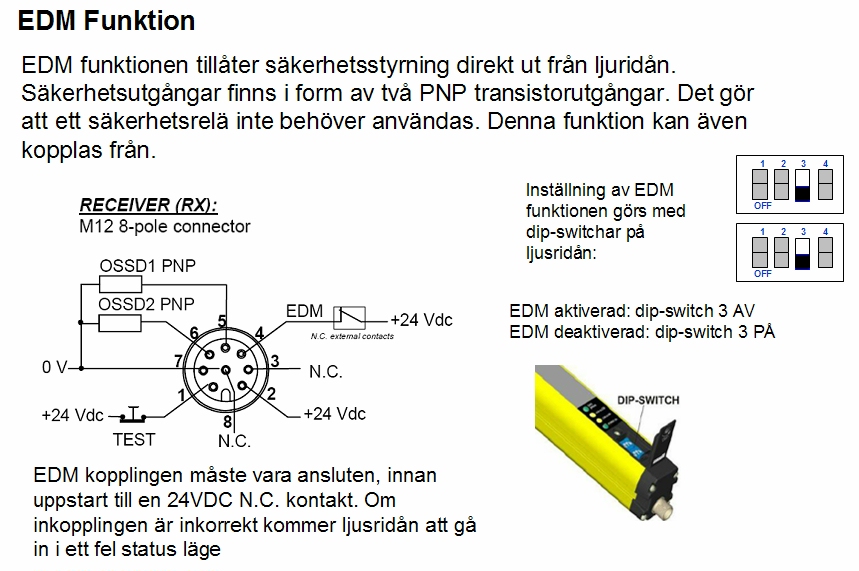 EDM Funktion
EDM funktionen tillåter säkerhetsstyrning direkt ut från ljuridån.
Säkerhetsutgångar finns i form av två PNP transistorutgångar. Det gör
att ett säkerhetsrelä inte behöver användas. Denna funktion kan även
kopplas från.
RECEIVER (RX):
M12 8-pole connector
OSSD1 PNP
OSSD2 PNP
5
6
4
EDM
+24 Vdc
N.C. external contacts
0 V
7
3
N.C.
1
2
+24 Vdc
+24 Vdc
TEST
8
N.C.
Inställning av EDM
funktionen görs med
dip-switchar på
ljusridån:
1 2 3 4
OFF
1 2 3 4
OFF
EDM aktiverad: dip-switch 3 AV
EDM deaktiverad: dip-switch 3 PÅ
DIP-SWITCH
EDM kopplingen måste vara ansluten, innan
uppstart till en 24VDC N.C. kontakt. Om
inkopplingen är inkorrekt kommer ljusridån att gå
in i ett fel status läge